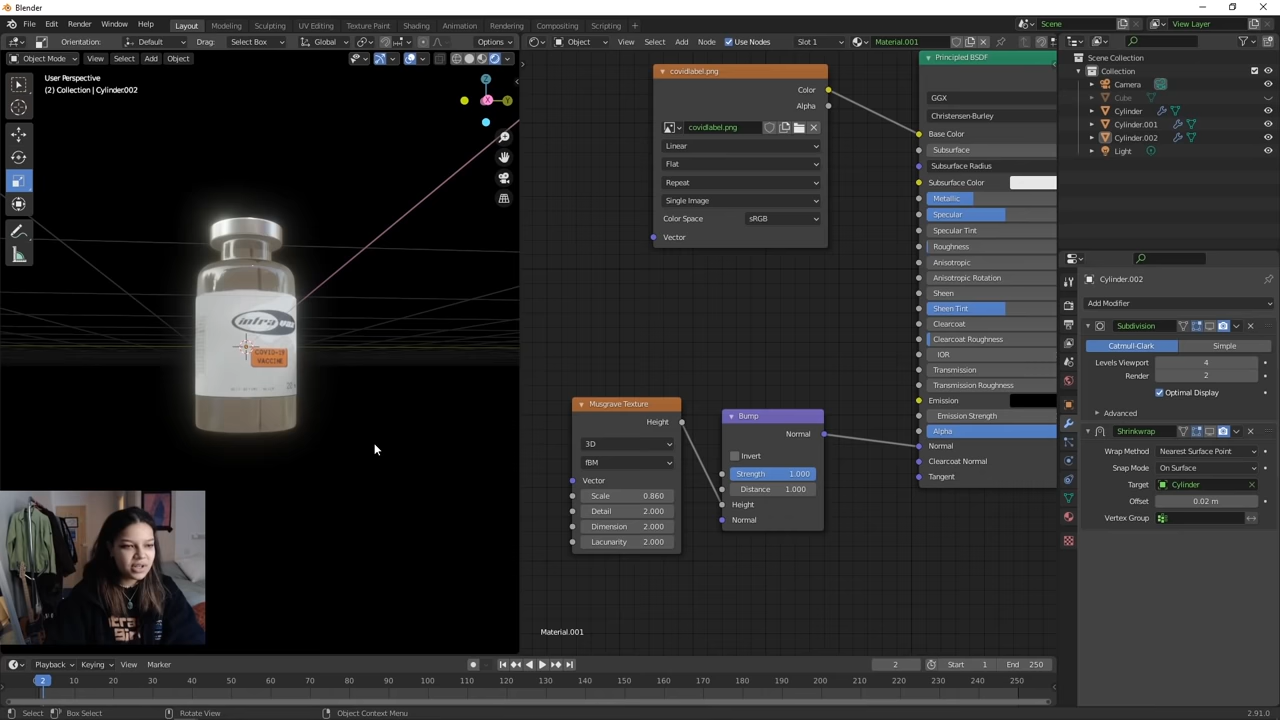 Blender
File Edit Render Window Help
Layout Modeling Sculpting UV Editing Texture Paint Shading Animation Rendering Compositing Scripting +
Scene
View Layer
Orientation: Default Drag: Select Box Global Options
Object View Select Add Node Use Nodes Slot 1 Material.001
Object Mode View Select Add Object
User Perspective
(2) Collection | Cylinder.002
Z
Y
COVID-19
VACCINE
covidlabel.png
Color
Alpha
covidlabel.png
Linear
Flat
Repeat
Single Image
Color Space sRGB
Vector
Musgrave Texture
Height
3D
fBM
Vector
Scale 0.860
Detail 2.000
Dimension 2.000
Lacunarity 2.000
Bump
Normal
Invert
Strength 1.000
Distance 1.000
Height
Normal
Principled BSDF
GGX
Christensen-Burley
Base Color
Subsurface
Subsurface Radius
Subsurface Color
Metallic
Specular
Specular Tint
Roughness
Anisotropic
Anisotropic Rotation
Sheen
Sheen Tint
Clearcoat
Clearcoat Roughness
IOR
Transmission
Transmission Roughness
Emission
Emission Strength
Alpha
Normal
Clearcoat Normal
Tangent
Material.001
Scene Collection
Collection
Camera
Cube
Cylinder
Cylinder.001
Cylinder.002
Light
Cylinder.002
Add Modifier
Subdivision
Catmull-Clark Simple
Levels Viewport 4
Render 2
Optimal Display
Advanced
Shrinkwrap
Wrap Method Nearest Surface Point
Snap Mode On Surface
Target Cylinder
Offset 0.02 m
Vertex Group
Playback Keying View Marker
2 Start 1 End 250
2 10 20 30 40 50 60 70 80 90 100 110 120 130 140 150 160 170 180 190 200 210 220 230 240 250
Select Box Select Rotate View Object Context Menu 2.91.0